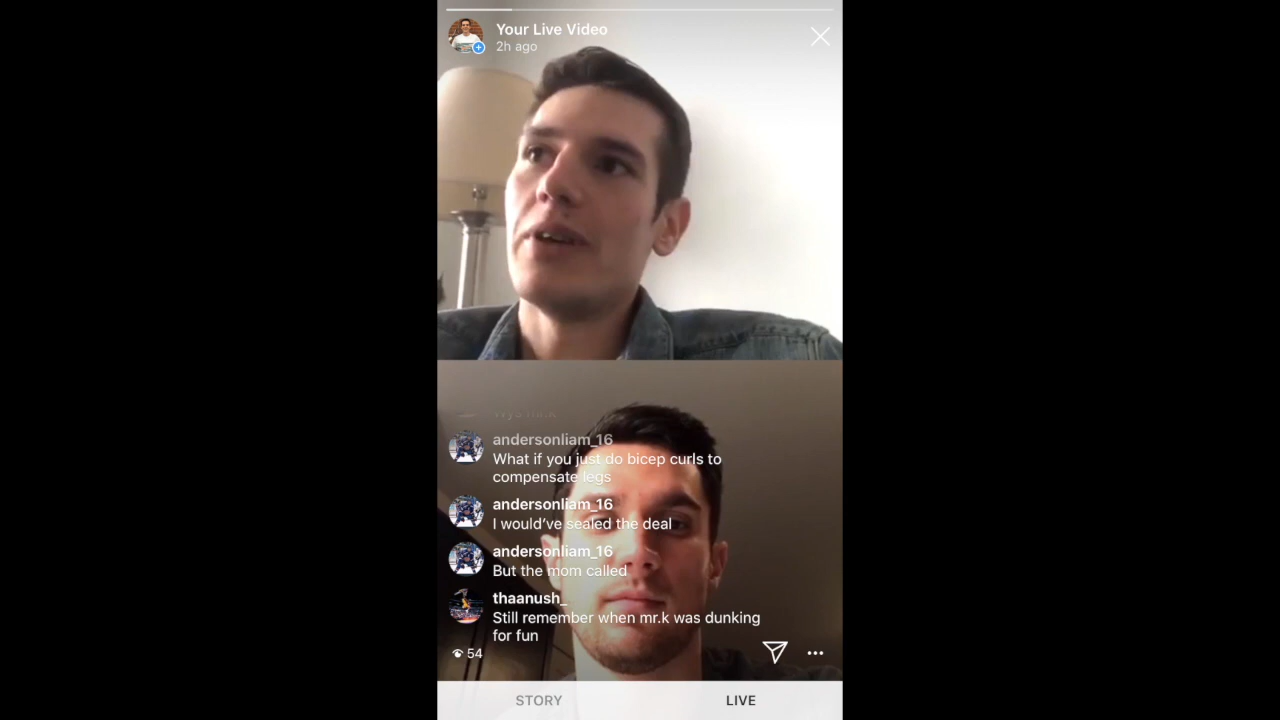 Your Live Video
2h ago
andersonliam_16
What if you just do bicep curls to
compensate legs
andersonliam_16
I would've sealed the deal
andersonliam_16
But the mom called
thaanush_
Still remember when mr.k was dunking
for fun
54
STORY
LIVE